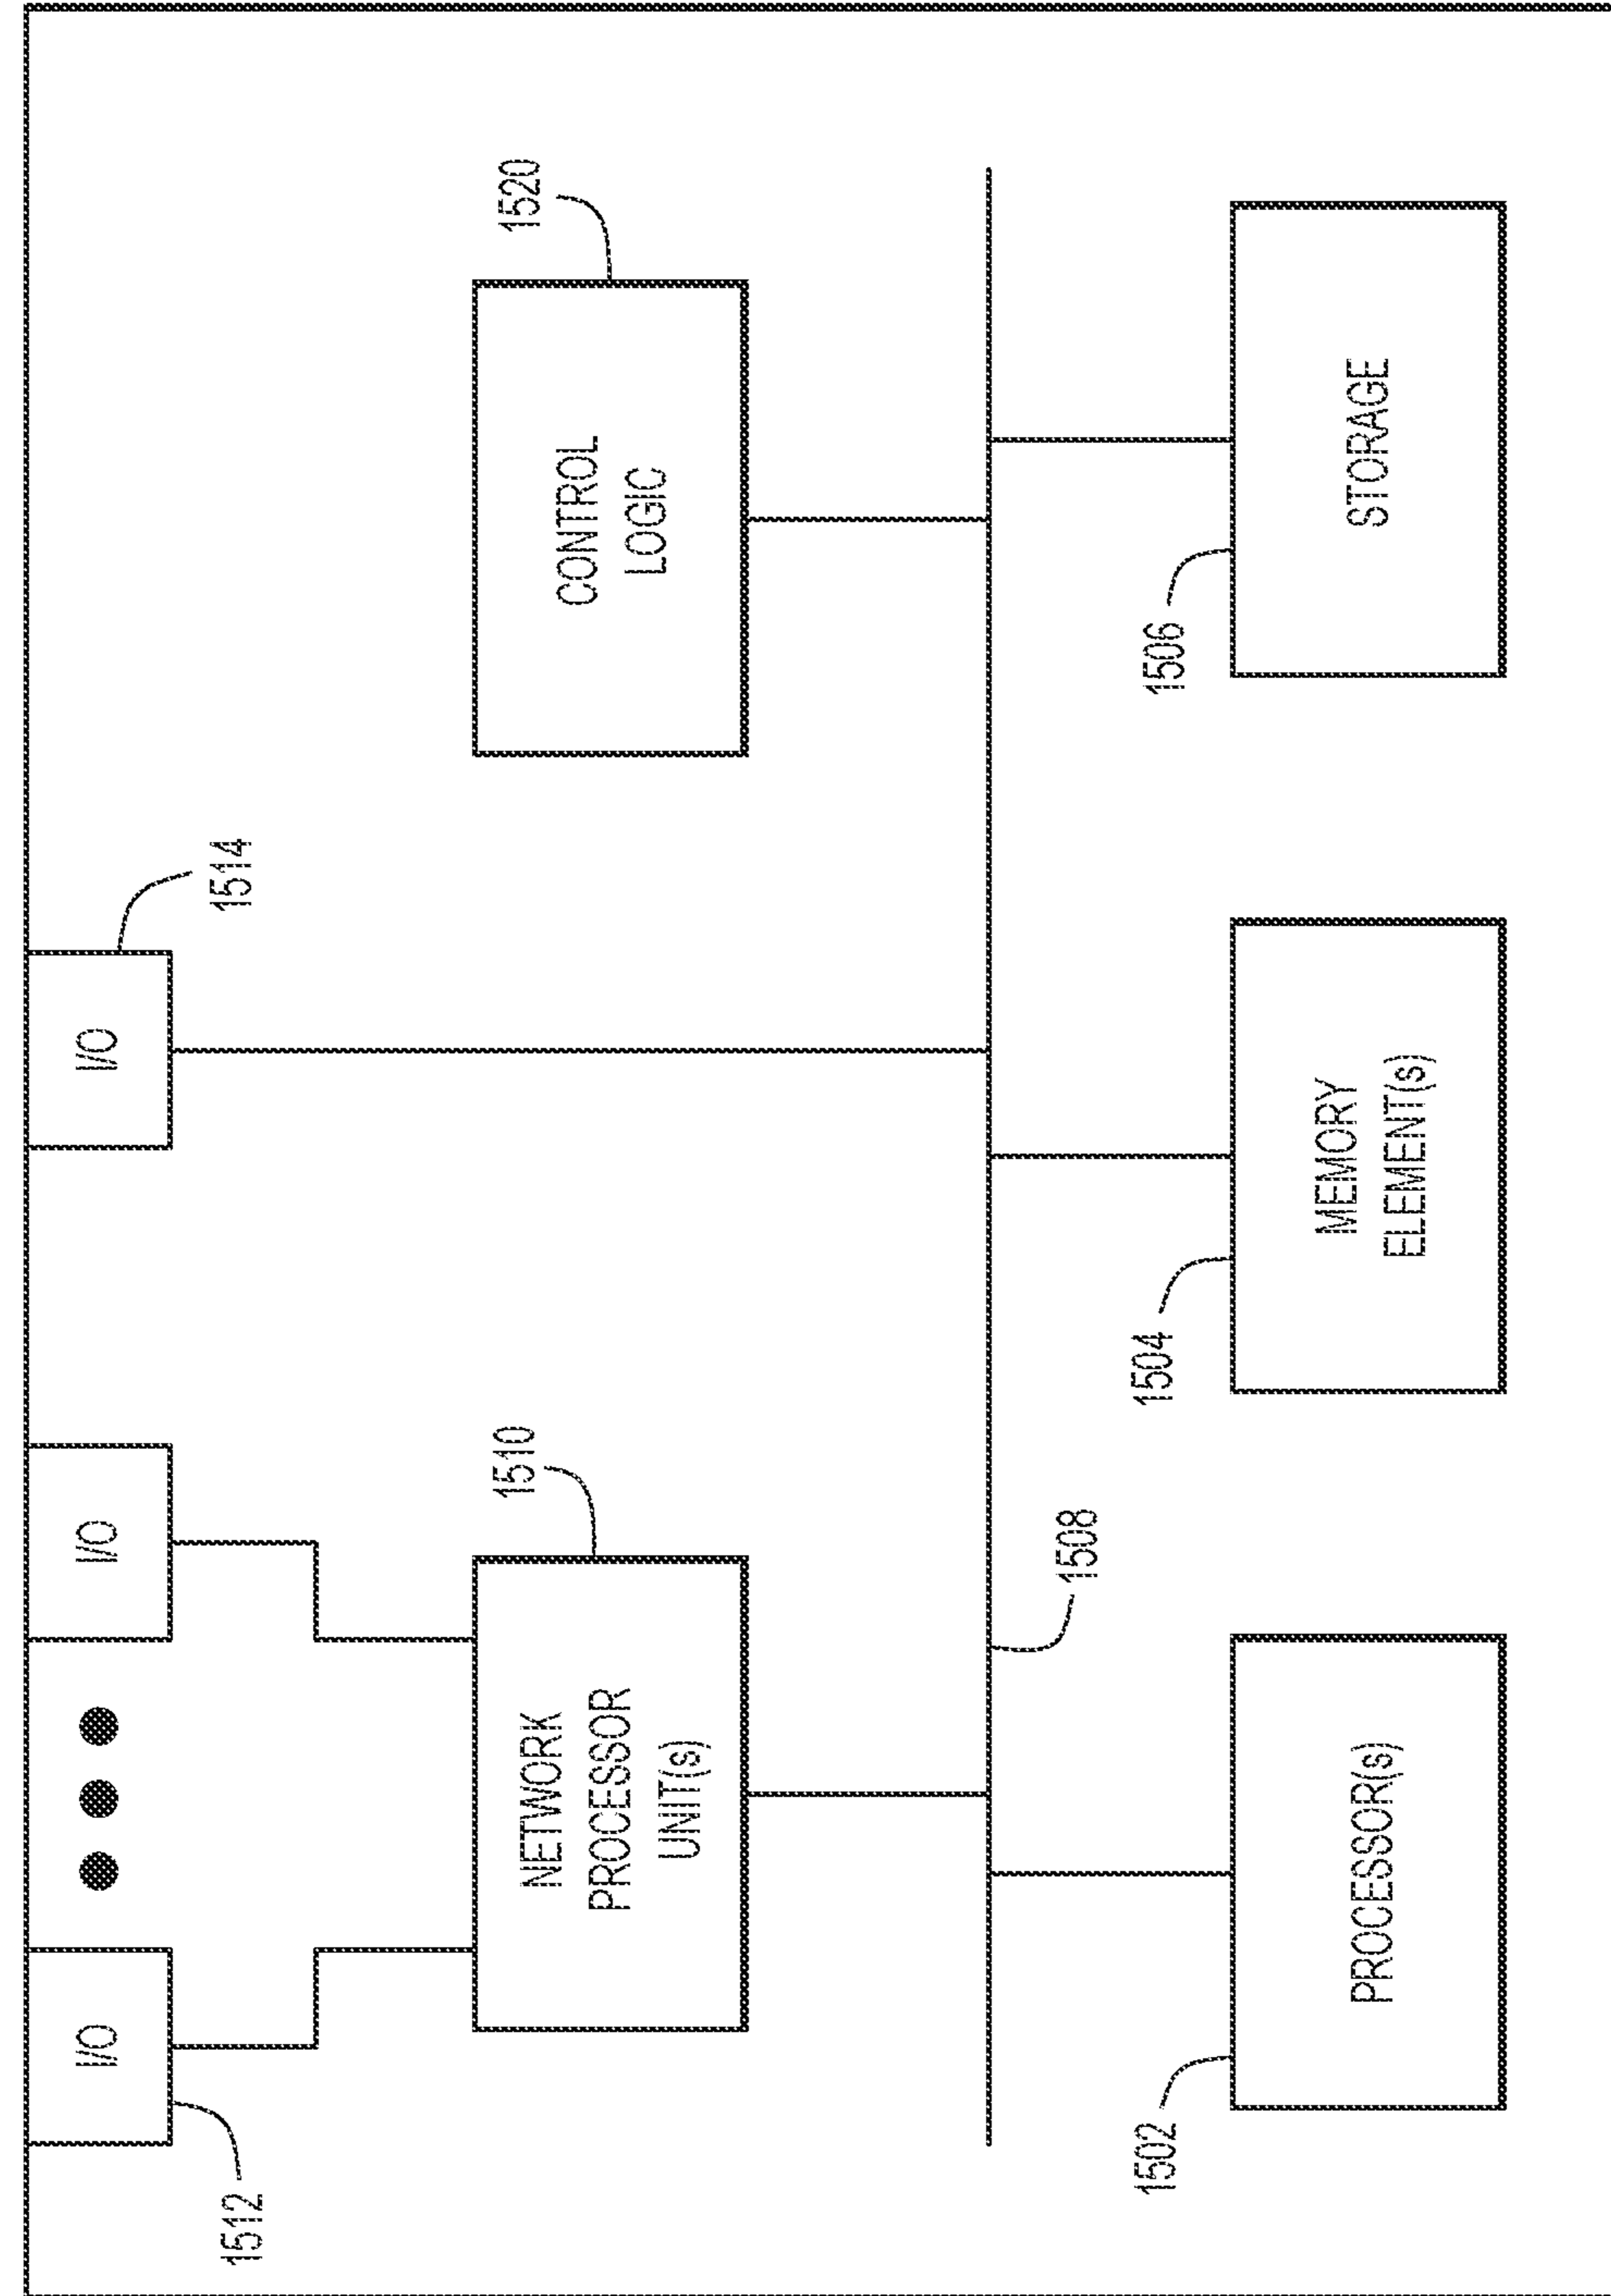 I/O
I/O
I/O
1512
1514
1510
1520
NETWORK
PROCESSOR
UNIT(s)
CONTROL
LOGIC
1508
1502
1504
1506
PROCESSOR(s)
MEMORY
ELEMENT(s)
STORAGE